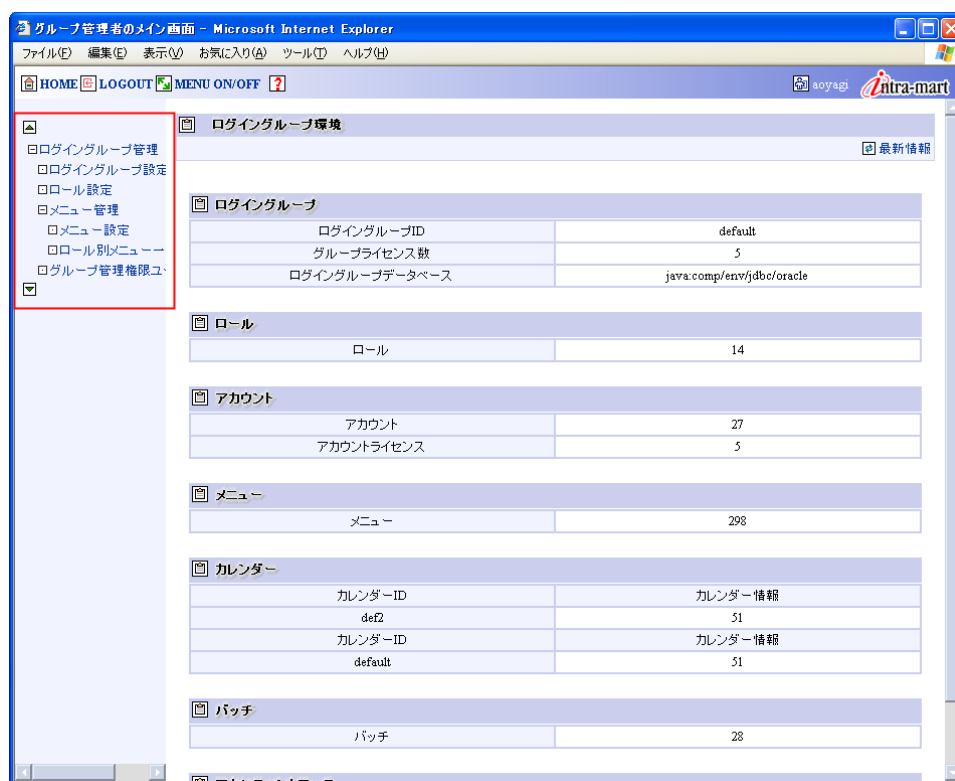 グループ管理者のメイン画面 - Microsoft Internet Explorer
ファイル(F) 編集(E) 表示(V) お気に入り(A) ツール(T) ヘルプ(H)
HOME LOGOUT MENU ON/OFF ? aoyagi intra-mart
ログイングループ管理
ログイングループ設定
ロール設定
メニュー管理
メニュー設定
ロール別メニュー一
グループ管理権限ユ
ログイングループ環境
最新情報
ログイングループ
ログイングループID default
グループライセンス数 5
ログイングループデータベース java:comp/env/jdbc/oracle
ロール
ロール 14
アカウント
アカウント 27
アカウントライセンス 5
メニュー
メニュー 298
カレンダー
カレンダーID カレンダー情報
def2 51
カレンダーID カレンダー情報
default 51
バッチ
バッチ 28